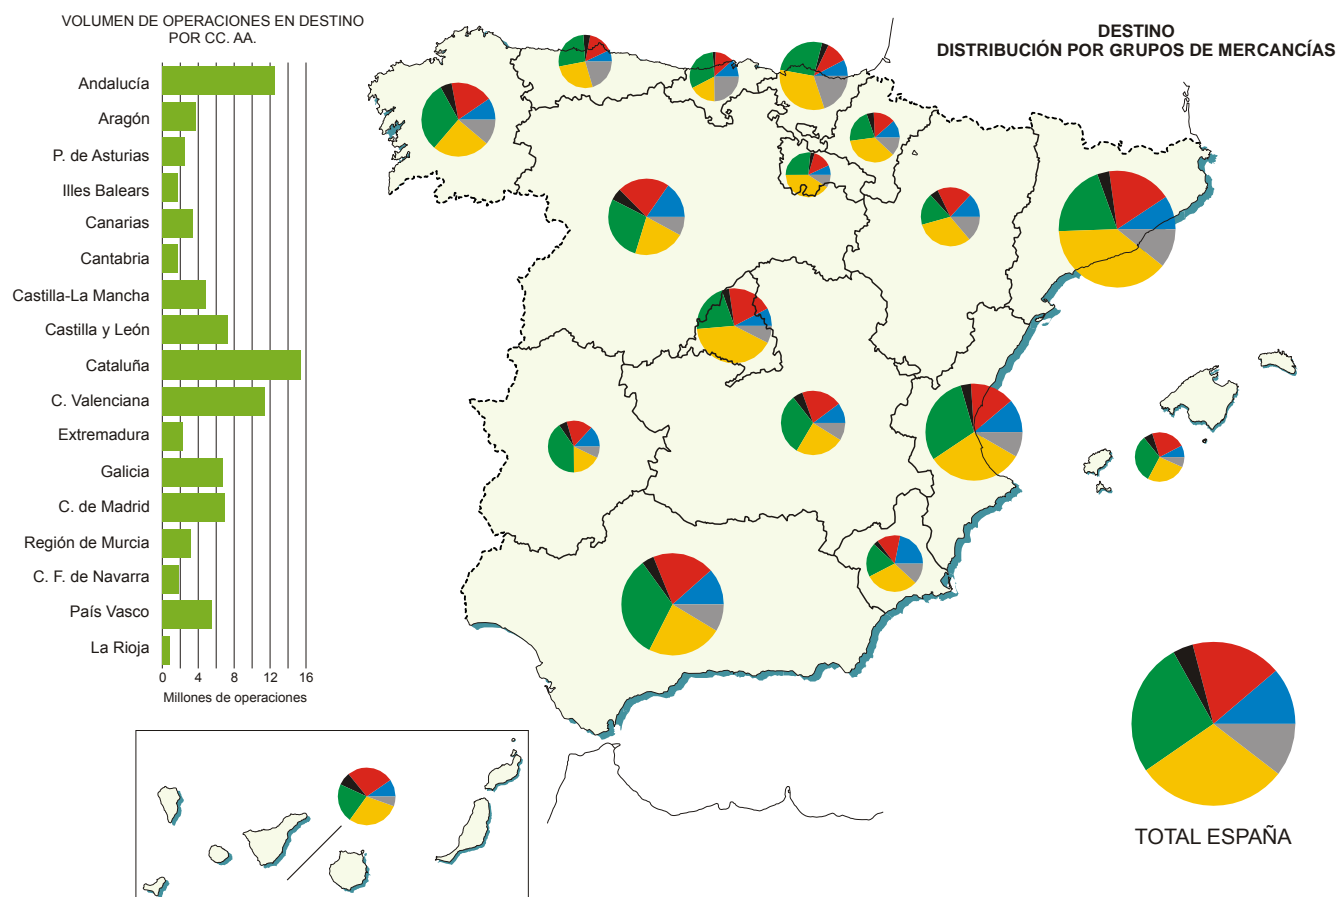 VOLUMEN DE OPERACIONES EN DESTINO
POR CC. AA.
Andalucía
Aragón
P. de Asturias
Illes Balears
Canarias
Cantabria
Castilla-La Mancha
Castilla y León
Cataluña
C. Valenciana
Extremadura
Galicia
C. de Madrid
Región de Murcia
C. F. de Navarra
País Vasco
La Rioja
0 4 8 12 16
Millones de operaciones
DESTINO
DISTRIBUCIÓN POR GRUPOS DE MERCANCÍAS
TOTAL ESPAÑA